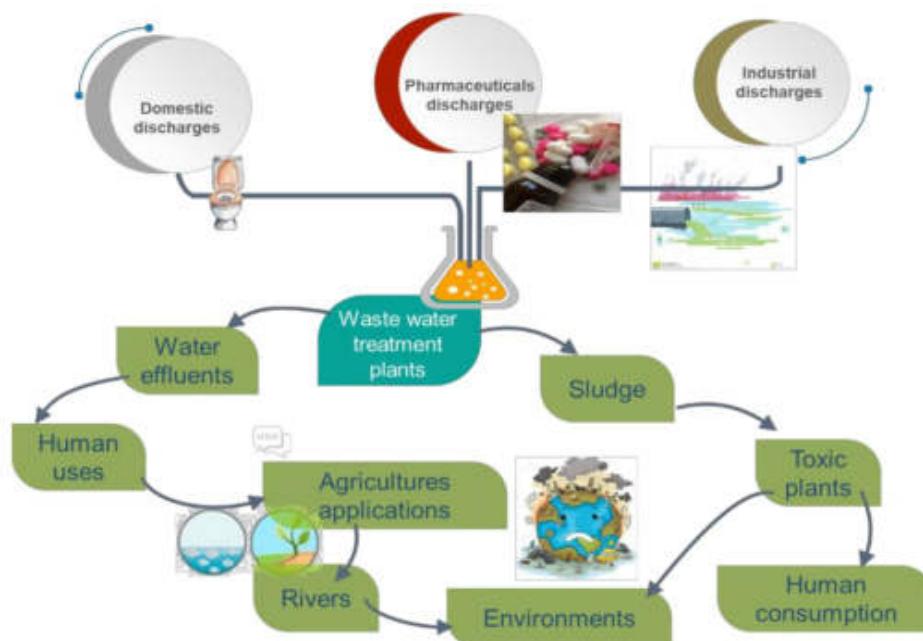 Domestic
discharges
Pharmaceuticals
discharges
Industrial
discharges
Waste water
treatment
plants
Water
effluents
Sludge
Human
uses
Agricultures
applications
Toxic
plants
Rivers
Environments
Human
consumption